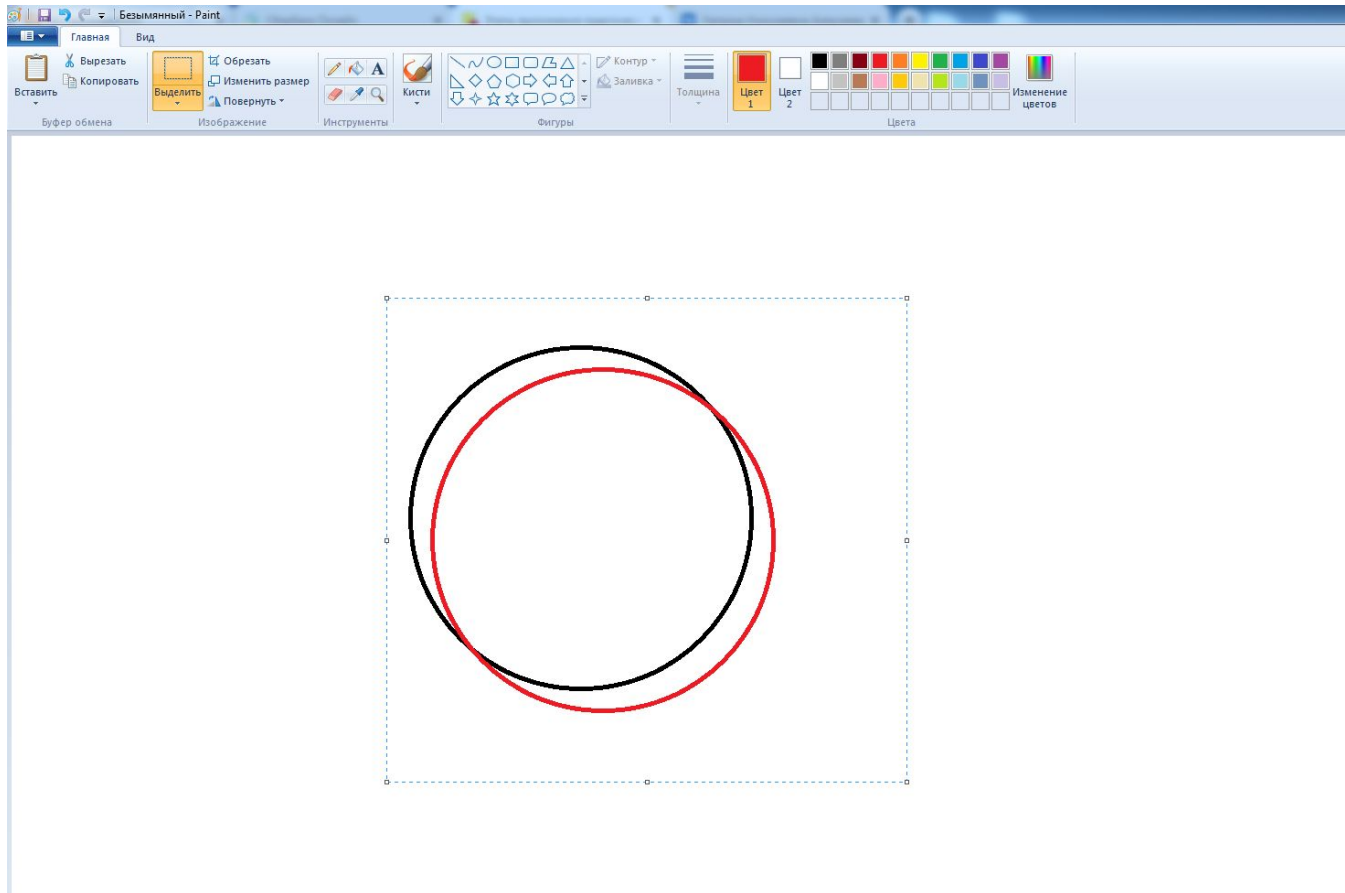 Безымянный - Paint
Главная Вид
Вставить
Вырезать
Копировать
Буфер обмена
Выделить
Обрезать
Изменить размер
Повернуть
Изображение
A
Инструменты
Кисти
Контур
Заливка
Фигуры
Толщина
Цвет
1
Цвет
2
Изменение
цветов
Цвета